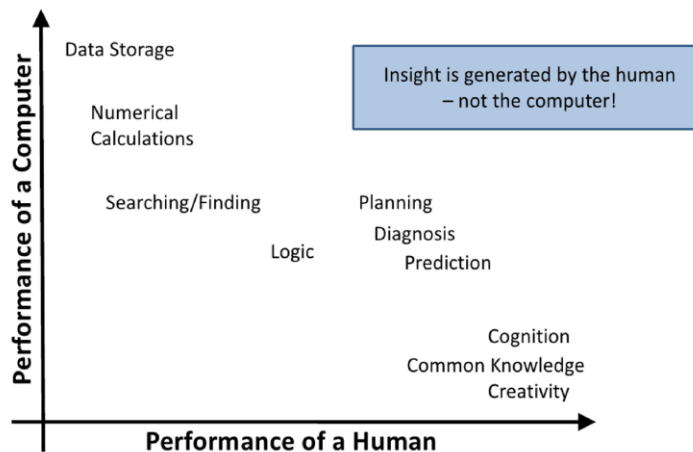 Data Storage
Insight is generated by the human
– not the computer!
Numerical
Calculations
Searching/Finding
Planning
Diagnosis
Logic
Prediction
Cognition
Common Knowledge
Creativity
Performance of a Computer
Performance of a Human